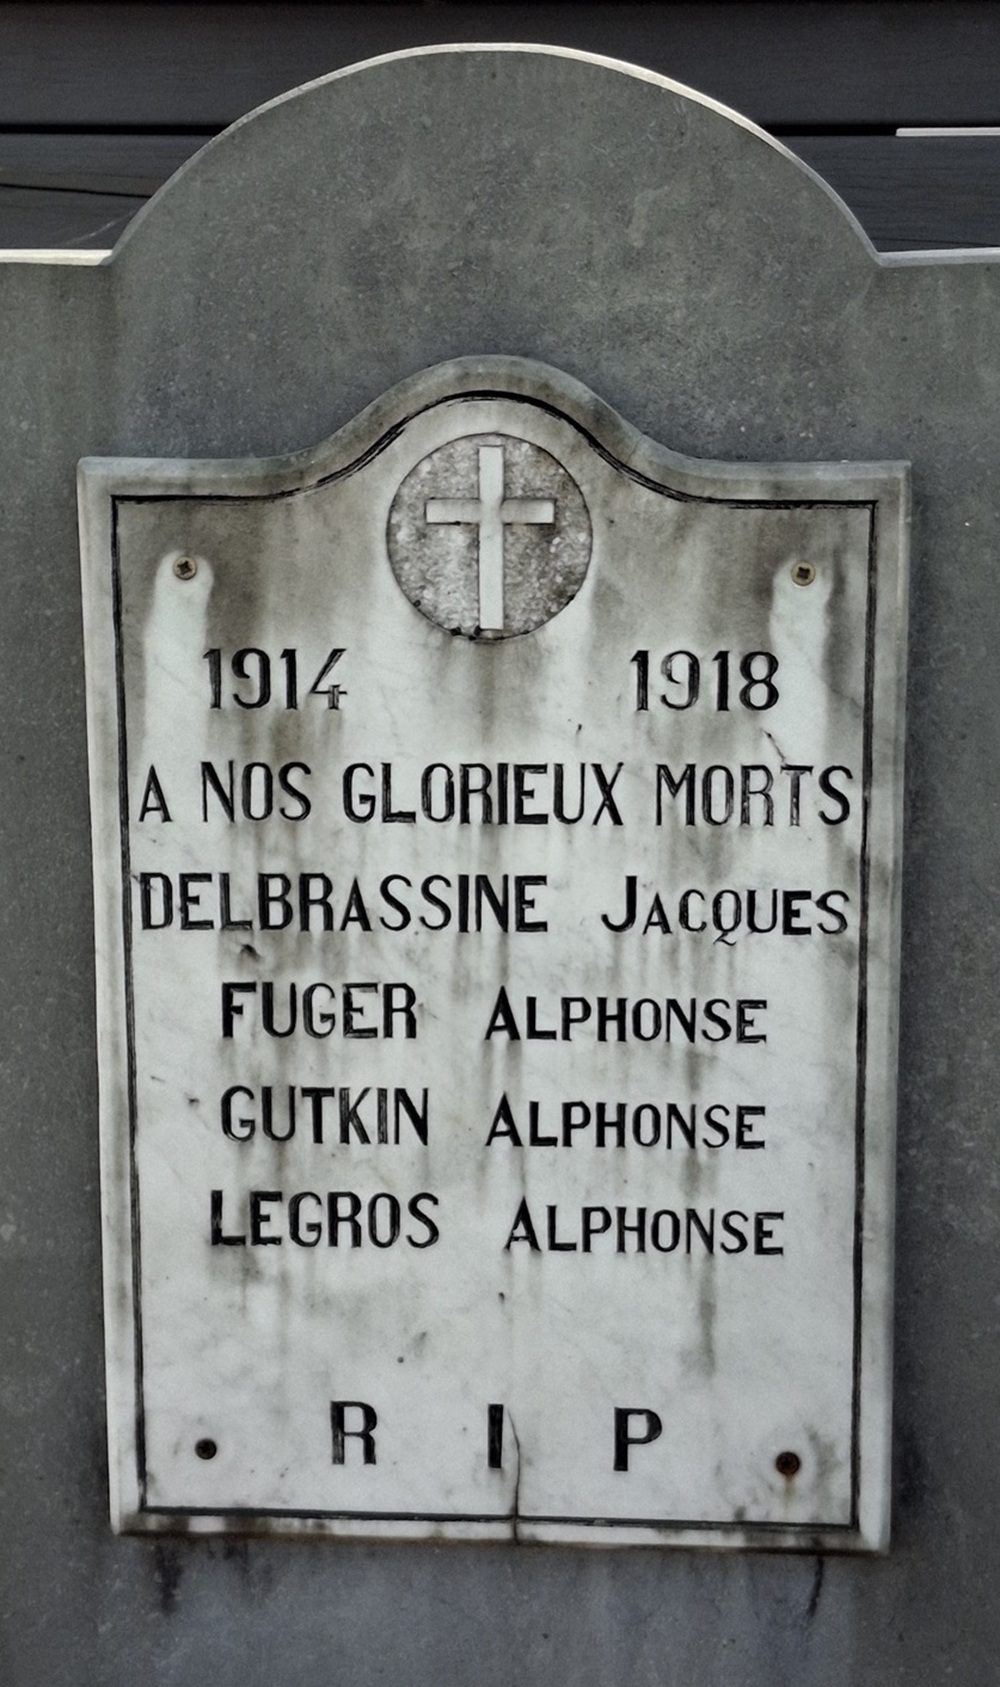 1914 1918
A NOS GLORIEUX MORTS
DELBRASSINE JACQUES
FUGER ALPHONSE
GUTKIN ALPHONSE
LEGROS ALPHONSE
R I P